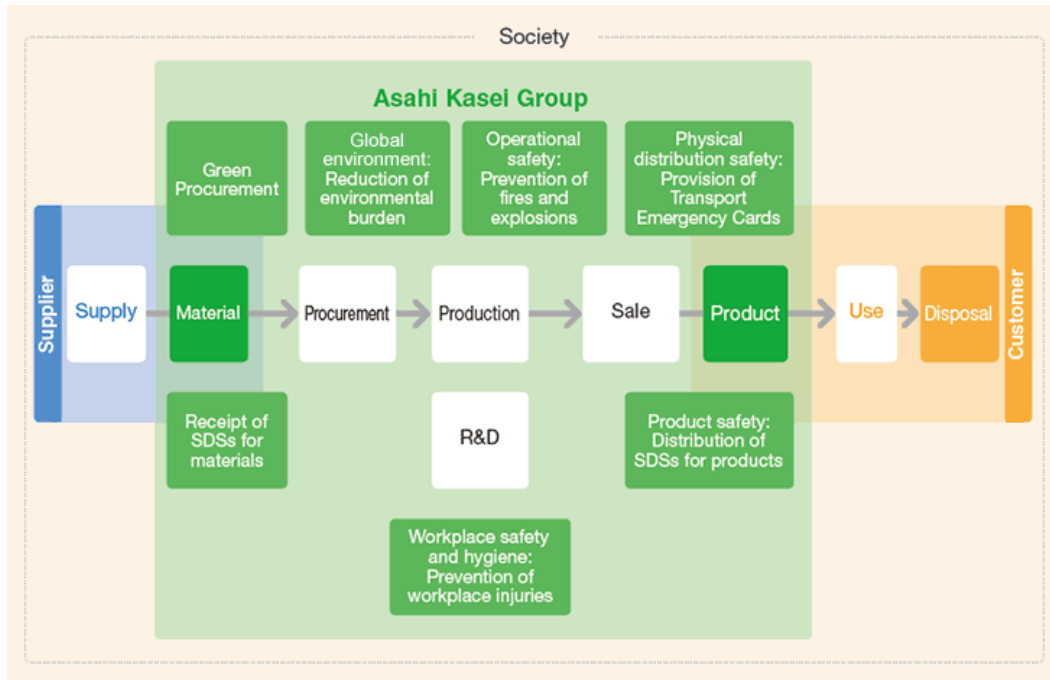 Society
Asahi Kasei Group
Green
Procurement
Global
environment:
Reduction of
environmental
burden
Operational
safety:
Prevention of
fires and
explosions
Physical
distribution safety:
Provision of
Transport
Emergency Cards
Supplier
Supply
Material
Procurement
Production
Sale
Product
Use
Disposal
Customer
Receipt of
SDSs for
materials
R&D
Product safety:
Distribution of
SDSs for products
Workplace safety
and hygiene:
Prevention of
workplace injuries